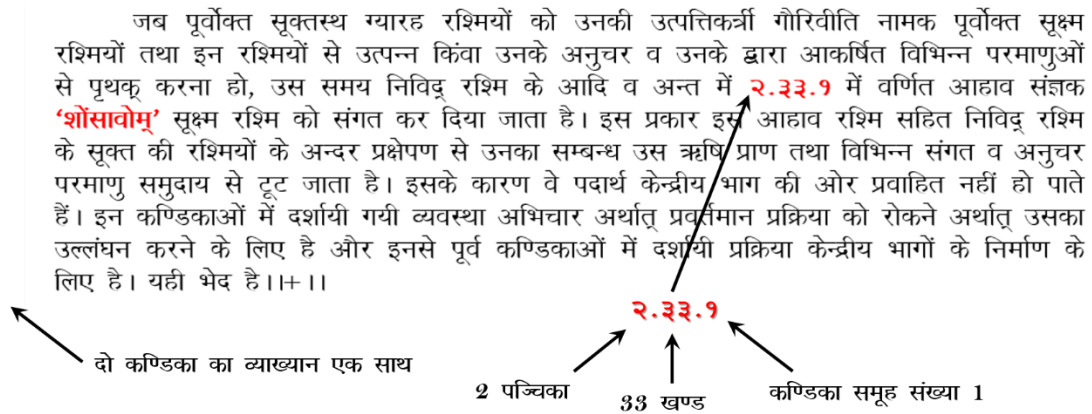 जब पूर्वोक्त सूक्तस्थ ग्यारह रश्मियों को उनकी उत्पत्तिकर्त्री गौरिवीति नामक पूर्वोक्त सूक्ष्म
रश्मियों तथा इन रश्मियों से उत्पन्न किंवा उनके अनुचर व उनके द्वारा आकर्षित विभिन्न परमाणुओं
से पृथक् करना हो, उस समय निविद् रश्मि के आदि व अन्त में २.३३.१ में वर्णित आहाव संज्ञक
‘शोंसावोम्’ सूक्ष्म रश्मि को संगत कर दिया जाता है। इस प्रकार इस आहाव रश्मि सहित निविद् रश्मि
के सूक्त की रश्मियों के अन्दर प्रक्षेपण से उनका सम्बन्ध उस ऋषि प्राण तथा विभिन्न संगत व अनुचर
परमाणु समुदाय से टूट जाता है। इसके कारण वे पदार्थ केन्द्रीय भाग की ओर प्रवाहित नहीं हो पाते
हैं। इन कण्डिकाओं में दर्शायी गयी व्यवस्था अभिचार अर्थात् प्रवर्तमान प्रक्रिया को रोकने अर्थात् उसका
उल्लंघन करने के लिए है और इनसे पूर्व कण्डिकाओं में दर्शायी प्रक्रिया केन्द्रीय भागों के निर्माण के
लिए है। यही भेद है।।+।।
२.३३.१
दो कण्डिका का व्याख्यान एक साथ
2 पञ्चिका
33 खण्ड
कण्डिका समूह संख्या 1